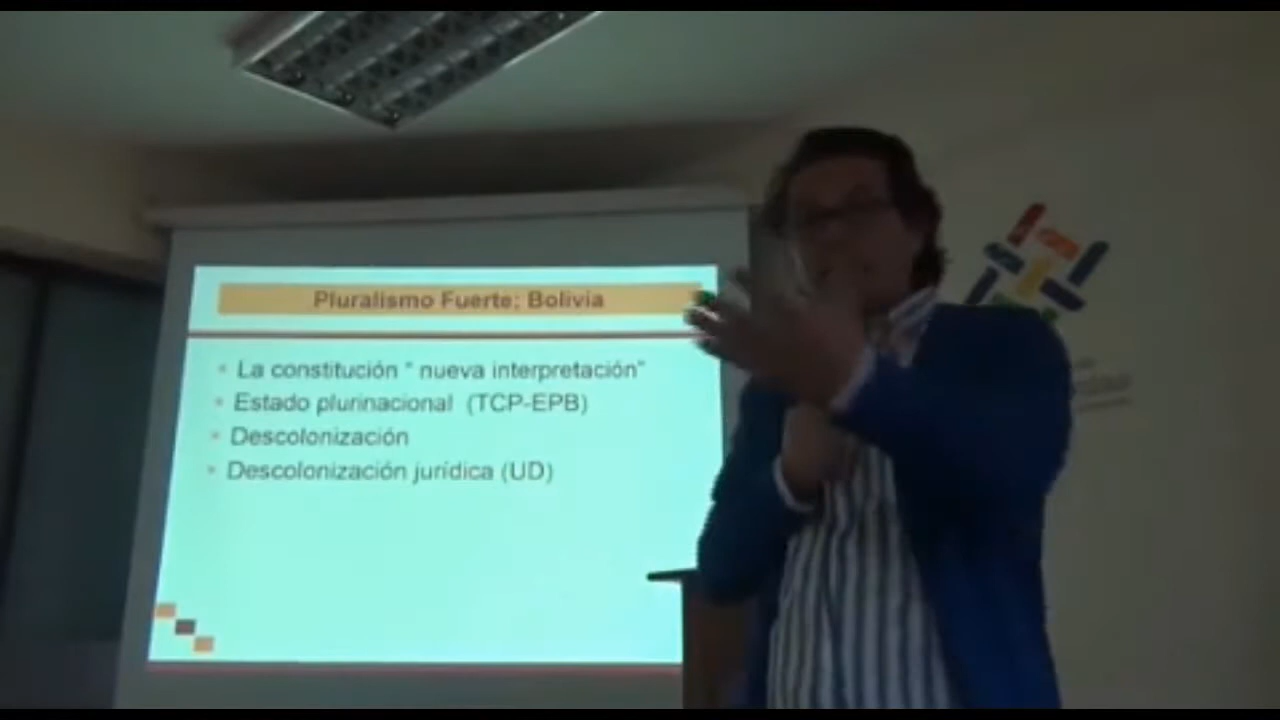 Pluralismo Fuerte: Bolivia
La constitución " nueva interpretación"
Estado plurinacional (TCP-EPB)
Descolonización
Descolonización jurídica (UD)